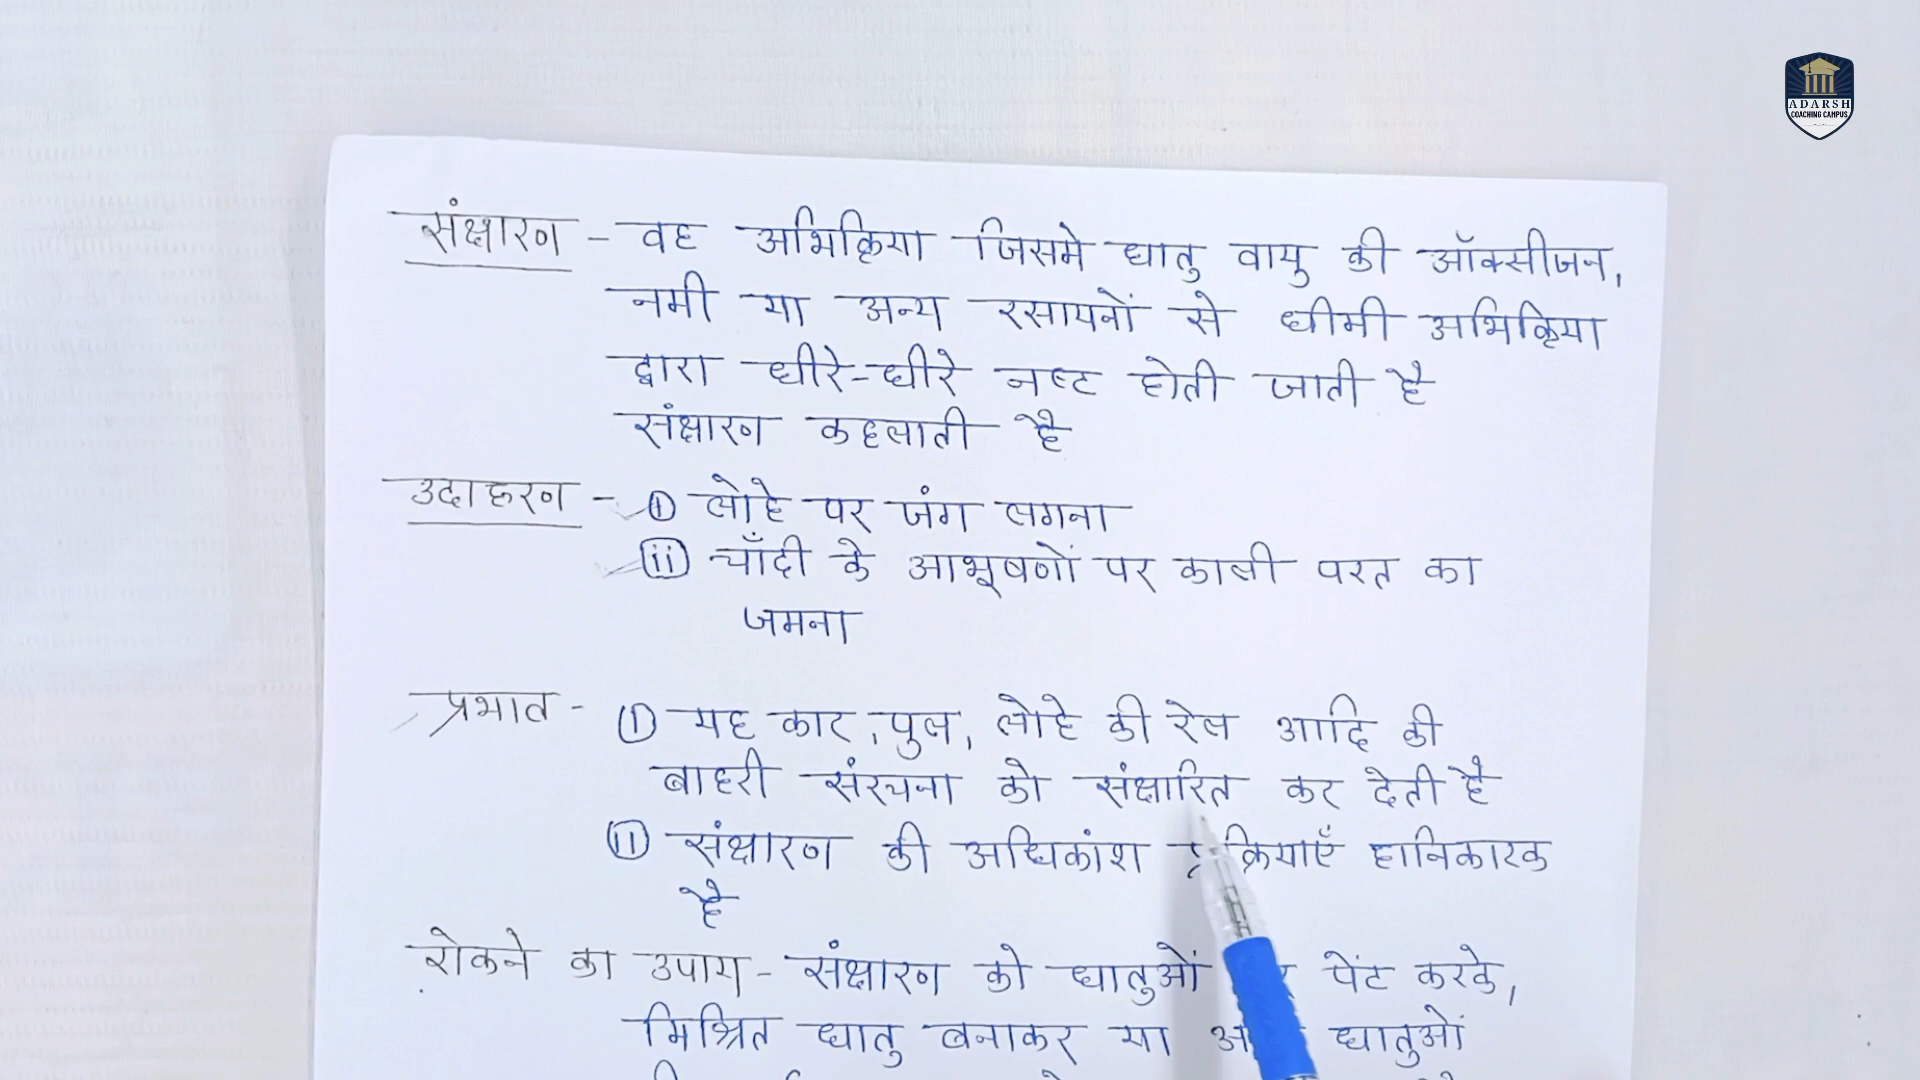 ADARSH
COACHING CAMPUS
संक्षारण - वह अभिक्रिया जिसमे धातु वायु की ऑक्सीजन,
नमी या अन्य रसायनों से धीमी अभिक्रिया
द्वारा धीरे-धीरे नष्ट होती जाती है
संक्षारण कहलाती है
उदाहरण - (i) लोहे पर जंग लगना
(ii) चाँदी के आभूषणों पर काली परत का
जमना
प्रभाव - (i) यह कार, पुल, लोहे की रेल आदि की
बाहरी संरचना को संक्षारित कर देती है
(ii) संक्षारण की अधिकांश हानिकारक
है
रोकने का उपाय - संक्षारण को धातुओं पेंट करके,
मिश्रित धातु बनाकर या धातुओं